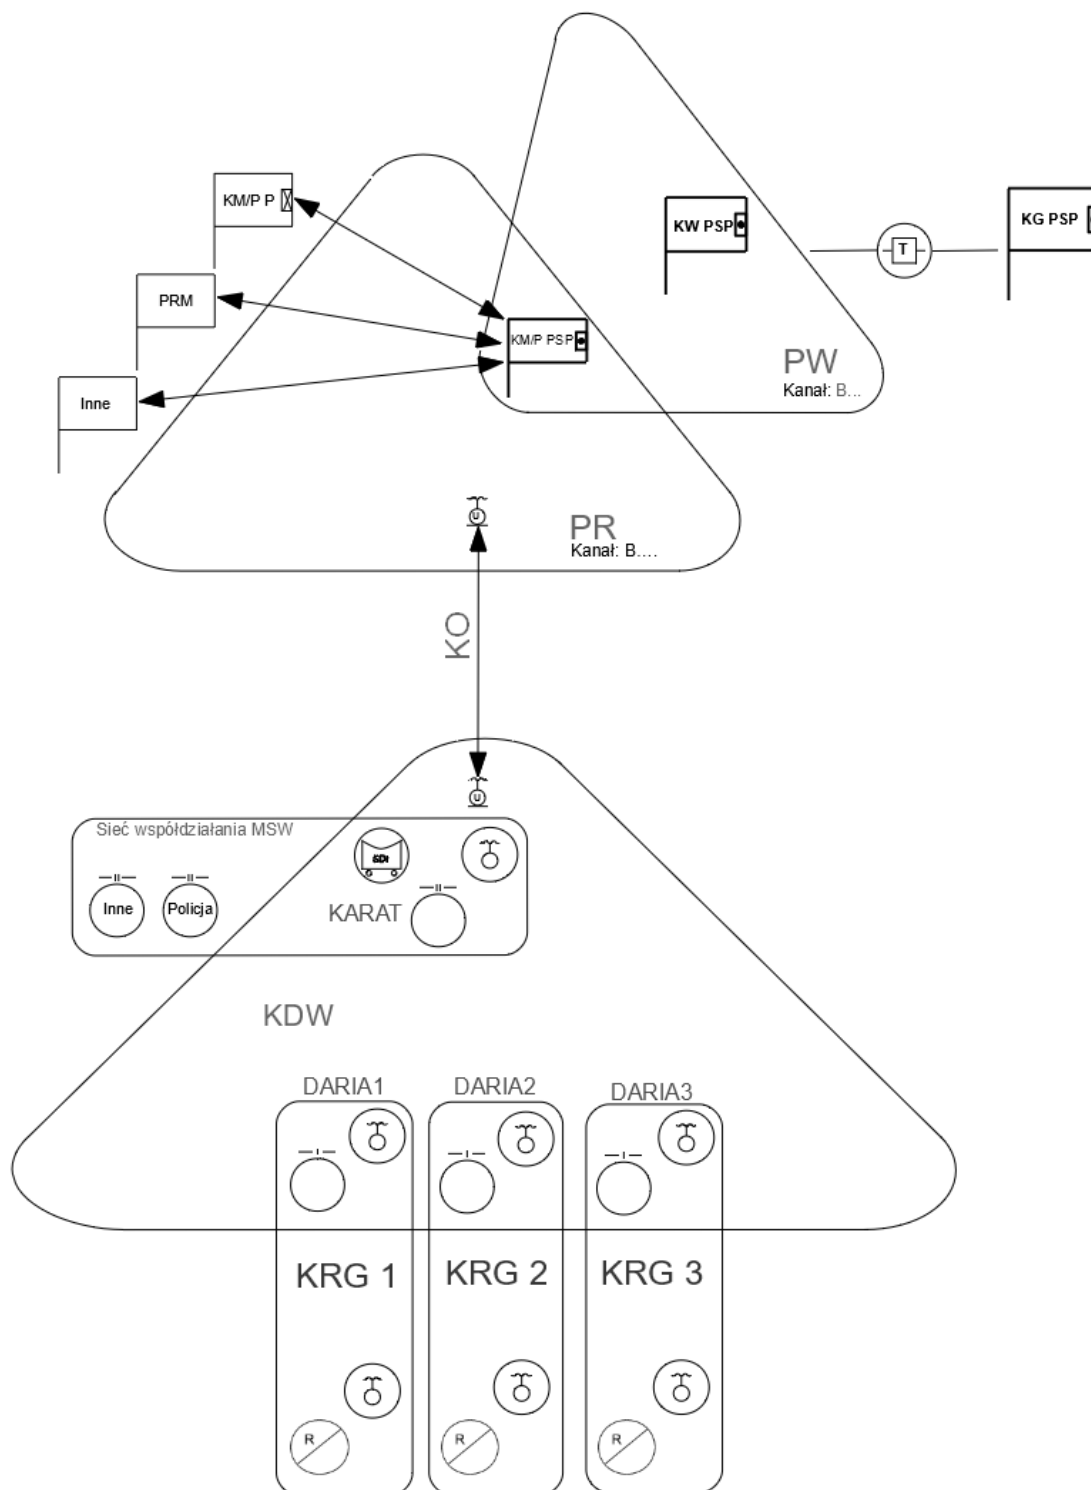 KM/P P
KW PSP
T
KG PSP
PRM
KM/P PSP
PW
Kanał: B...
Inne
U
PR
Kanał: B....
KO
U
Sieć współdziałania MSW
II
II
II
Inne
Policja
KARAT
KDW
DARIA1
DARIA2
DARIA3
I
I
I
KRG 1
KRG 2
KRG 3
R
R
R